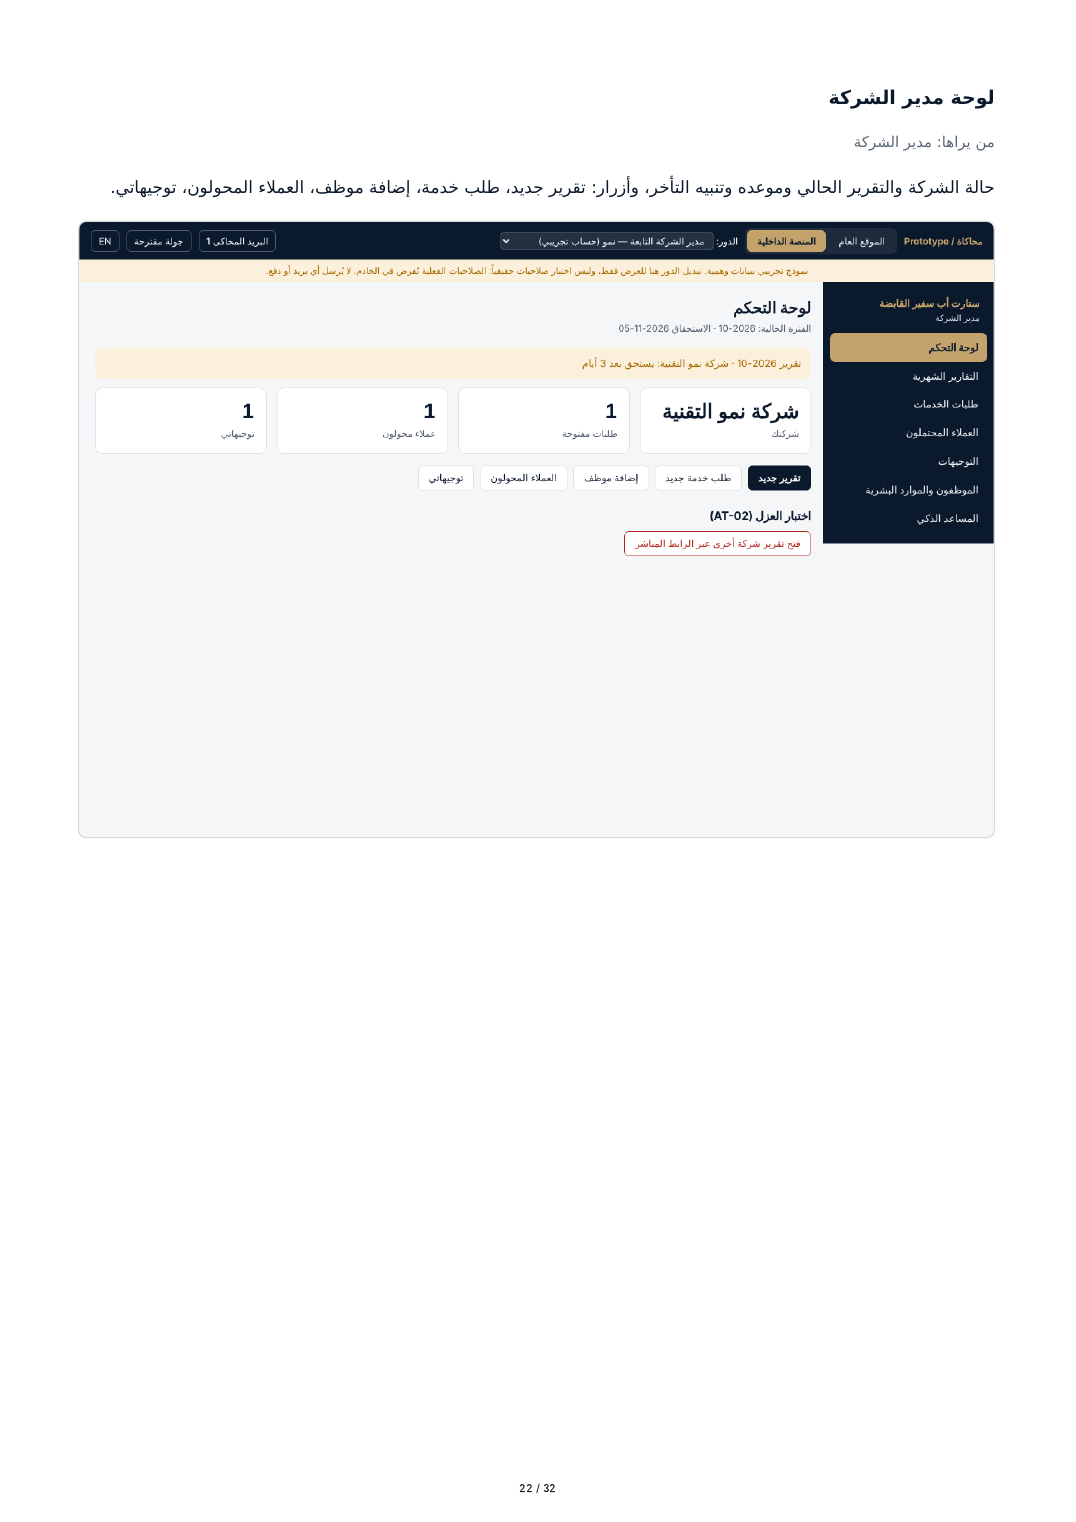 لوحة مدير الشركة
من يراها: مدير الشركة
حالة الشركة والتقرير الحالي وموعده وتنبيه التأخر، وأزرار: تقرير جديد، طلب خدمة، إضافة موظف، العملاء المحولون، توجيهاتي.
محاكاة / Prototype
الموقع العام
المنصة الداخلية
الدور:
مدير الشركة التابعة — نمو (حساب تجريبي)
البريد المحاكى 1
جولة مقترحة
EN
نموذج تجريبي ببيانات وهمية. تبديل الدور هنا للعرض فقط، وليس اختبار صلاحيات حقيقياً: الصلاحيات الفعلية تُفرض في الخادم. لا يُرسل أي بريد أو دفع.
ستارت أب سفير القابضة
مدير الشركة
لوحة التحكم
التقارير الشهرية
طلبات الخدمات
العملاء المحتملون
التوجيهات
الموظفون والموارد البشرية
المساعد الذكي
لوحة التحكم
الفترة الحالية: 2026-10 · الاستحقاق 2026-11-05
تقرير 2026-10 · شركة نمو التقنية: يستحق بعد 3 أيام
شركة نمو التقنية
شركتك
1
طلبات مفتوحة
1
عملاء محولون
1
توجيهاتي
تقرير جديد
طلب خدمة جديد
إضافة موظف
العملاء المحولون
توجيهاتي
اختبار العزل (AT-02)
فتح تقرير شركة أخرى عبر الرابط المباشر
22 / 32